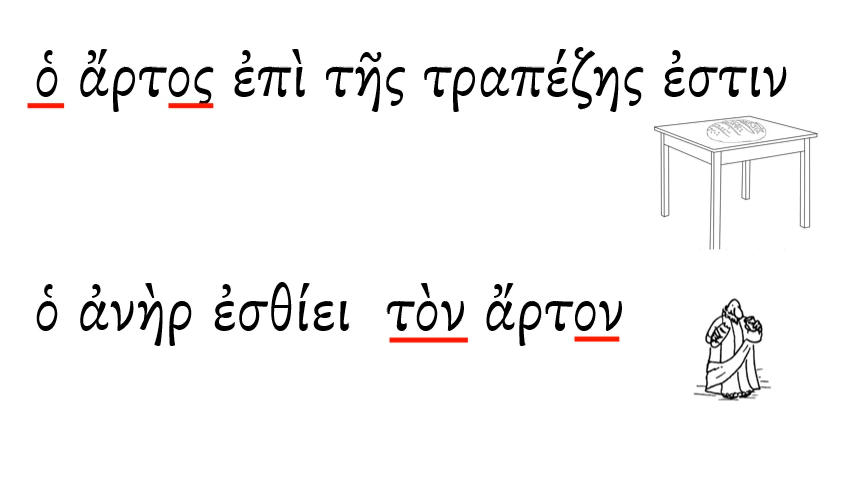 ὁ ἄρτος ἐπὶ τῆς τραπέζης ἐστιν
ὁ ἀνὴρ ἐσθίει τὸν ἄρτον